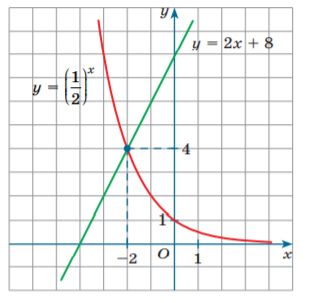 y
y = 2x + 8
y = (1/2)^x
4
1
-2
O
1
x